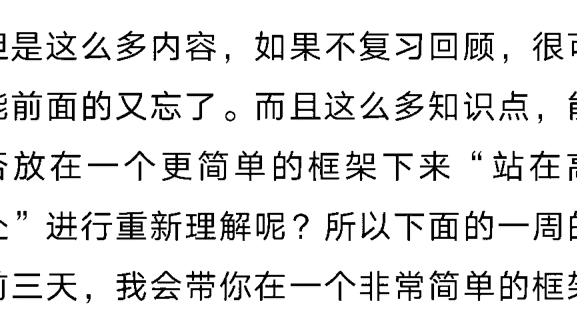 但是这么多内容，如果不复习回顾，很可
能前面的又忘了。而且这么多知识点，能
否放在一个更简单的框架下来“站在高
处”进行重新理解呢？所以下面的一周的
前三天，我会带你在一个非常简单的框架